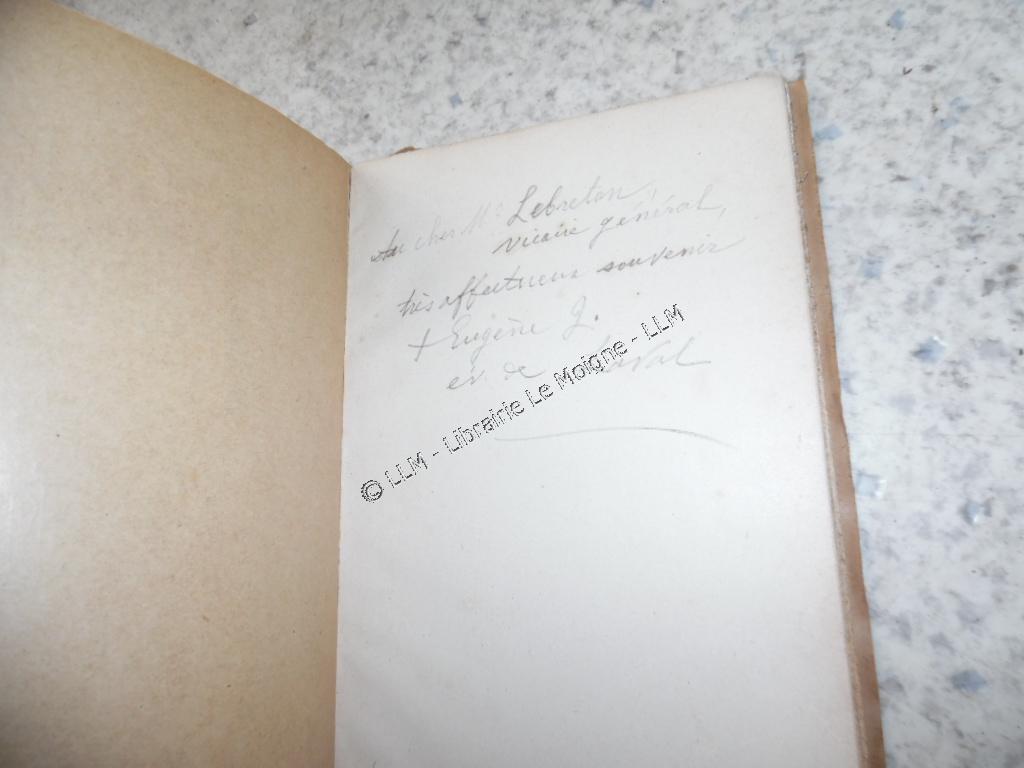 Au cher Mr Lebreton,
vicaire général,
très affectueux souvenir
+ Eugène J.
év. de Laval
© LLM - Librairie Le Moigne - LLM